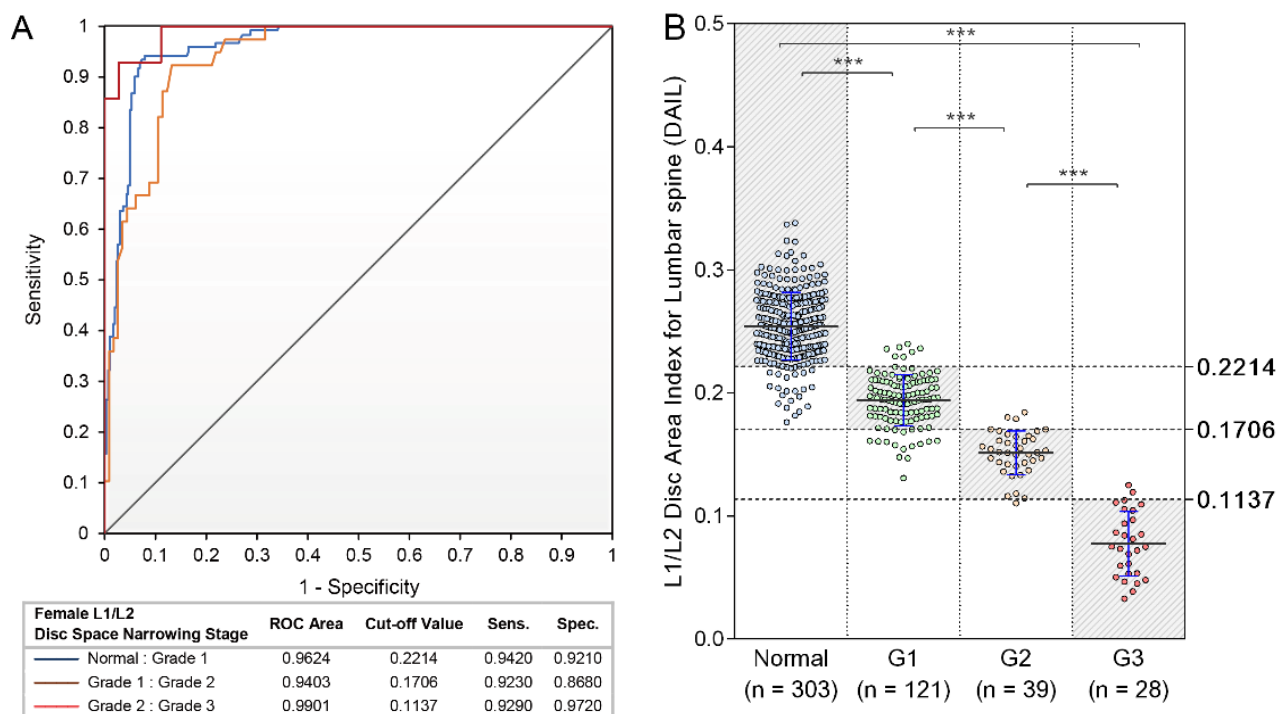 A
1
0.9
0.8
0.7
0.6
0.5
0.4
0.3
0.2
0.1
0
Sensitivity
0 0.1 0.2 0.3 0.4 0.5 0.6 0.7 0.8 0.9 1
1 - Specificity
Female L1/L2
Disc Space Narrowing Stage ROC Area Cut-off Value Sens. Spec.
Normal : Grade 1 0.9624 0.2214 0.9420 0.9210
Grade 1 : Grade 2 0.9403 0.1706 0.9230 0.8680
Grade 2 : Grade 3 0.9901 0.1137 0.9290 0.9720
B
L1/L2 Disc Area Index for Lumbar spine (DAIL)
0.5
0.4
0.3
0.2
0.1
0.0
***
***
***
***
0.2214
0.1706
0.1137
Normal G1 G2 G3
(n = 303) (n = 121) (n = 39) (n = 28)